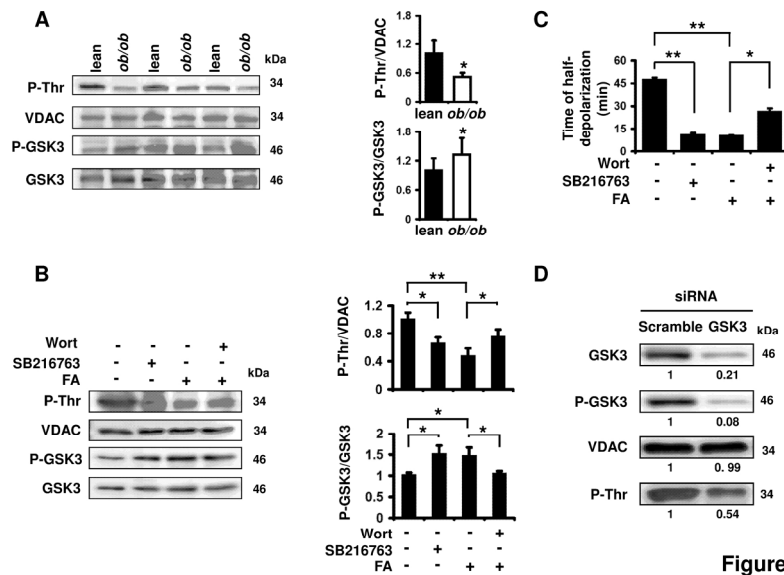 A
lean
ob/ob
lean
ob/ob
lean
ob/ob
kDa
P-Thr
34
VDAC
34
P-GSK3
46
GSK3
46
P-Thr/VDAC
1.8
1.2
0.6
0
*
lean ob/ob
P-GSK3/GSK3
1.8
1.2
0.6
0
*
lean ob/ob
C
Time of half-depolarization (min)
60
45
30
15
0
**
**
*
Wort - - - +
SB216763 - + - -
FA - - + +
B
Wort - - - +
SB216763 - + - -
FA - - + +
kDa
P-Thr
34
VDAC
34
P-GSK3
46
GSK3
46
P-Thr/VDAC
1.2
0.8
0.4
0
**
*
*
P-GSK3/GSK3
2
1.5
1
0.5
0
*
*
*
Wort - - - +
SB216763 - + - -
FA - - + +
D
siRNA
Scramble GSK3
kDa
GSK3
46
1 0.21
P-GSK3
46
1 0.08
VDAC
34
1 0.99
P-Thr
34
1 0.54
Figure